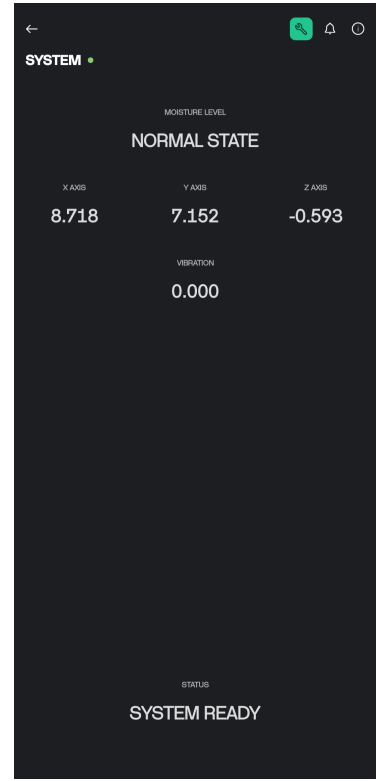 SYSTEM
MOISTURE LEVEL
NORMAL STATE
X AXIS Y AXIS Z AXIS
8.718 7.152 -0.593
VIBRATION
0.000
STATUS
SYSTEM READY